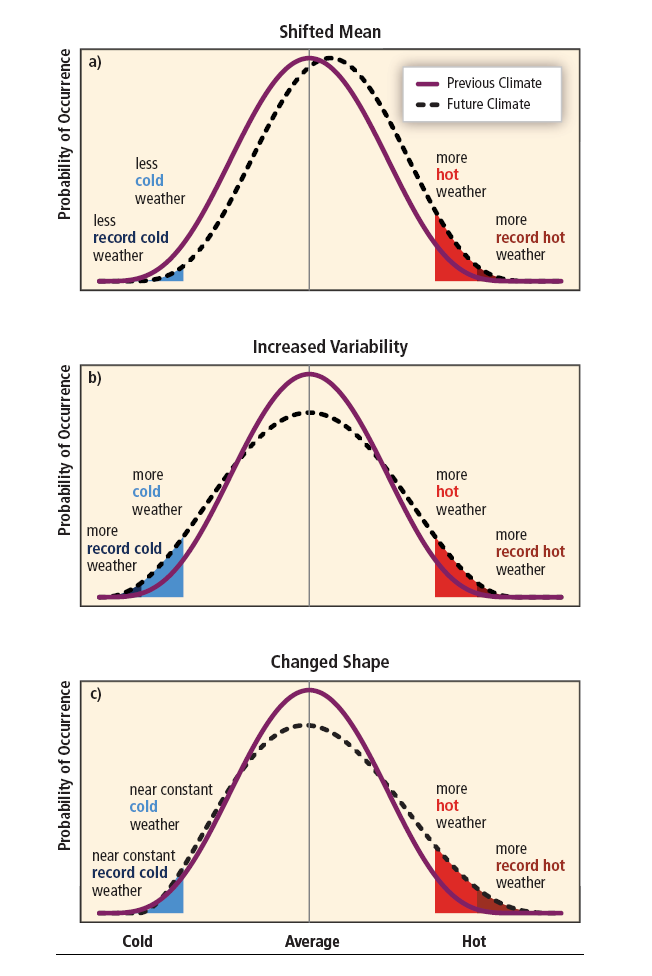 Shifted Mean
Probability of Occurrence
a)
Previous Climate
Future Climate
less
cold
weather
less
record cold
weather
more
hot
weather
more
record hot
weather
Increased Variability
Probability of Occurrence
b)
more
cold
weather
more
record cold
weather
more
hot
weather
more
record hot
weather
Changed Shape
Probability of Occurrence
c)
near constant
cold
weather
near constant
record cold
weather
more
hot
weather
more
record hot
weather
Cold
Average
Hot